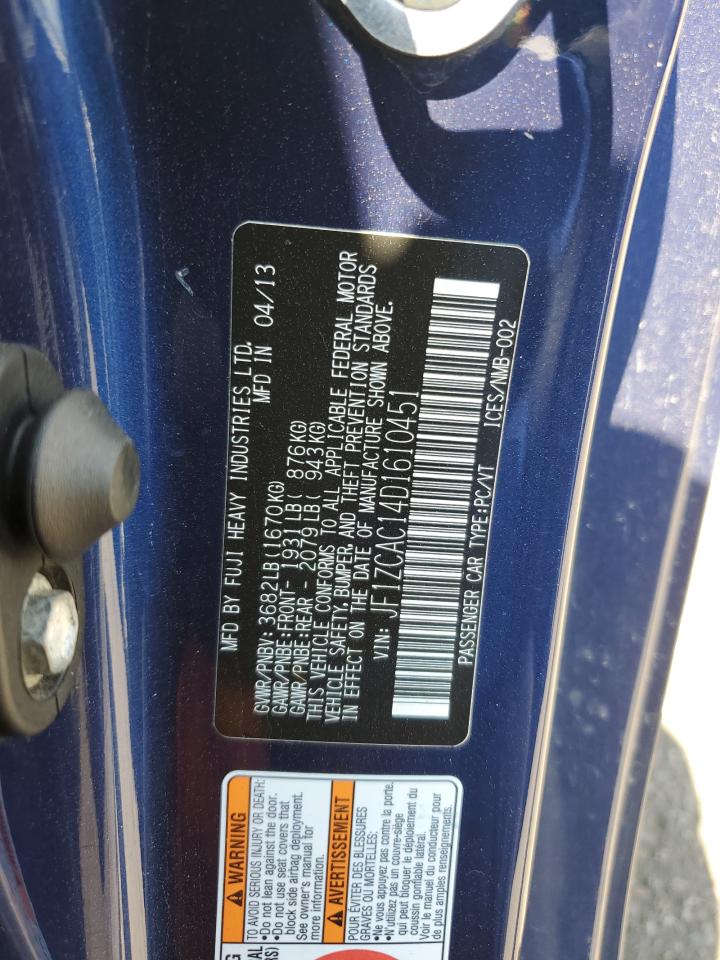 MFD BY FUJI HEAVY INDUSTRIES LTD.
MFD IN 04/13
GVWR/PNBV: 3682LB(1670KG)
GAWR/PNBE:FRONT 1931LB( 876KG)
GAWR/PNBE:REAR 2079LB( 943KG)
THIS VEHICLE CONFORMS TO ALL APPLICABLE FEDERAL MOTOR
VEHICLE SAFETY, BUMPER, AND THEFT PREVENTION STANDARDS
IN EFFECT ON THE DATE OF MANUFACTURE SHOWN ABOVE.
VIN: JF1ZCAC14D1610451
PASSENGER CAR TYPE:PC/VT ICES/NMB-002
WARNING
TO AVOID SERIOUS INJURY OR DEATH:
•Do not lean against the door.
•Do not use seat covers that
block side airbag deployment.
See owner's manual for
more information.
AVERTISSEMENT
POUR ÉVITER DES BLESSURES
GRAVES OU MORTELLES:
•Ne vous appuyez pas contre la porte.
•N'utilisez pas un couvre-siège
qui peut bloquer le déploiement du
coussin gonflable latéral.
Voir le manuel du conducteur pour
de plus amples renseignements.